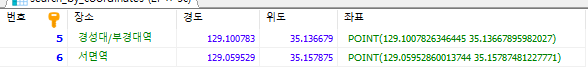 번호 장소 경도 위도 좌표
5 경성대/부경대역 129.100783 35.136679 POINT(129.1007826346445 35.13667895982027)
6 서면역 129.059529 35.157875 POINT(129.05952860013744 35.15787481227771)